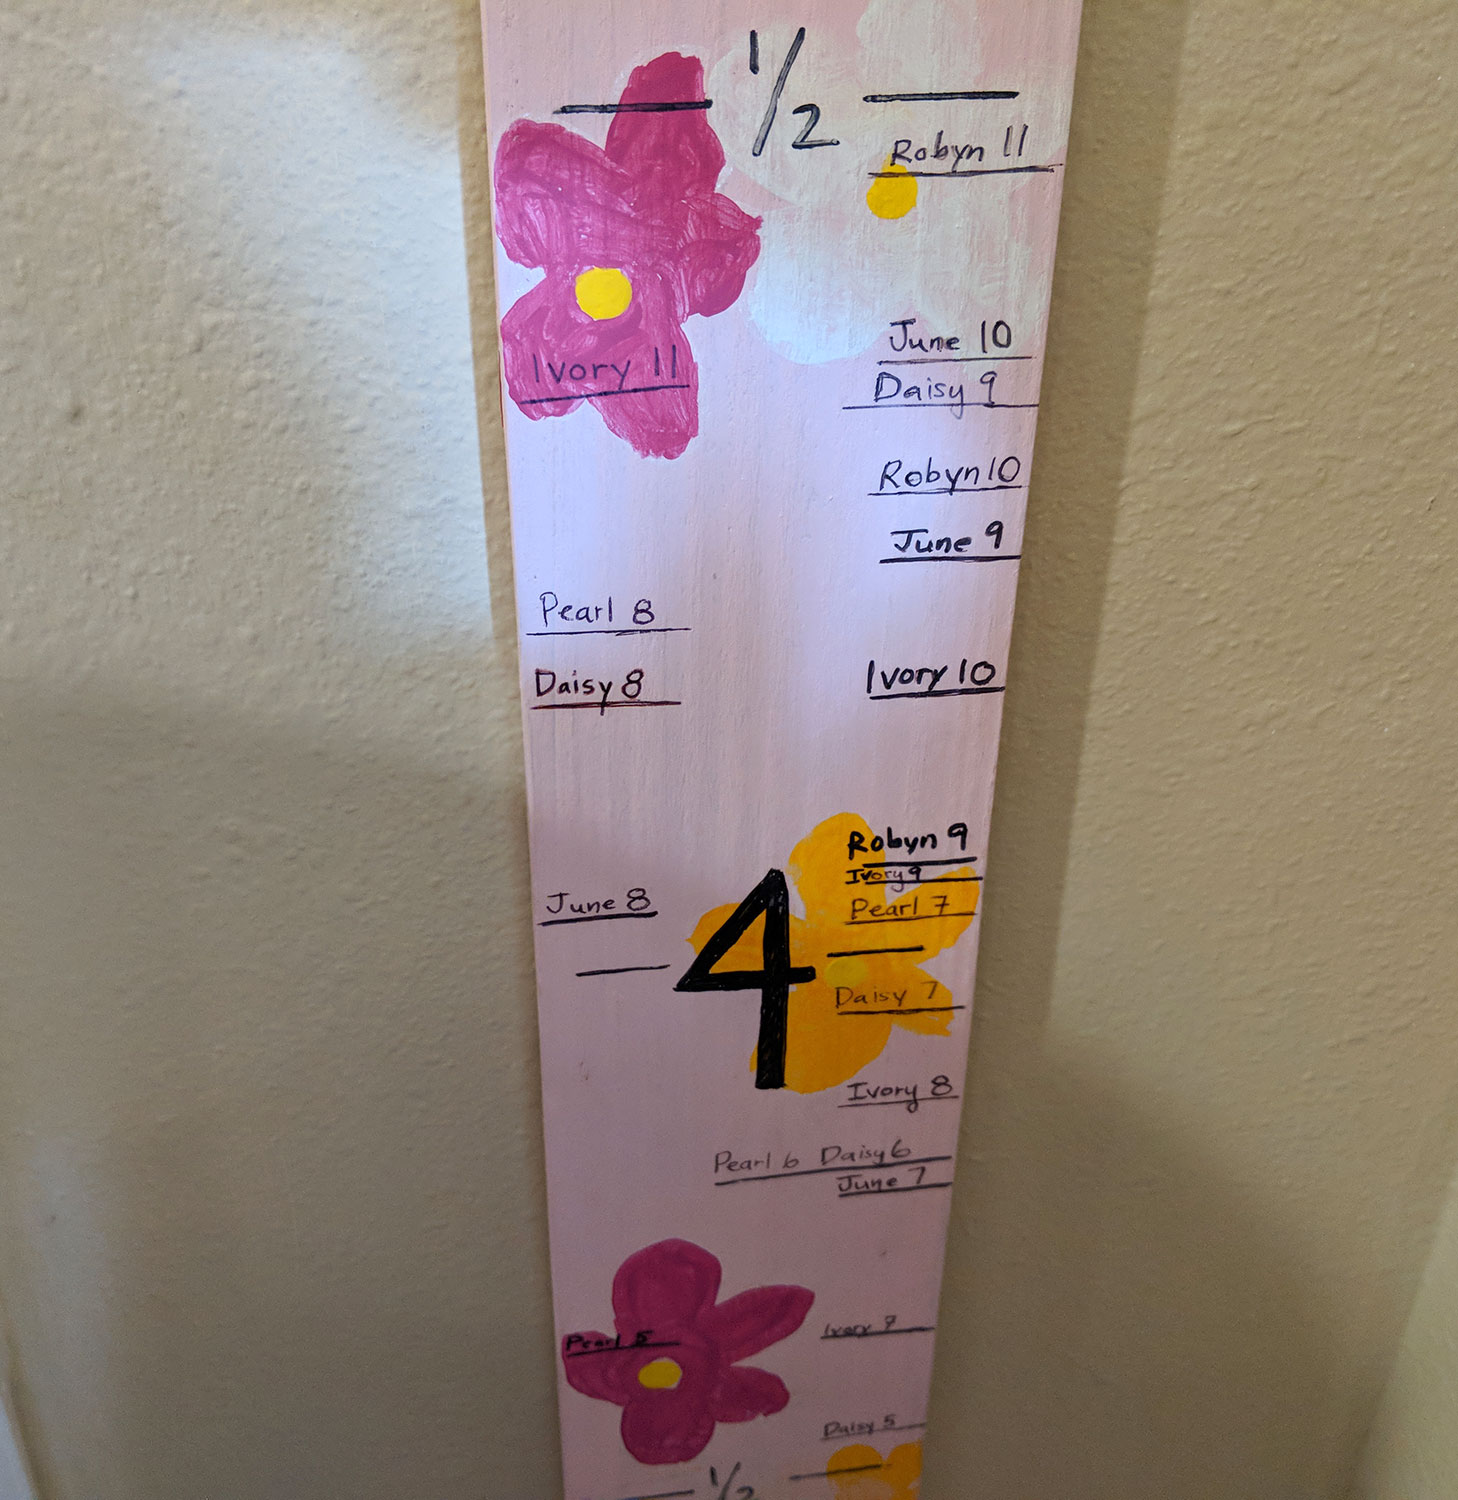 1/2
Robyn 11
June 10
Ivory 11
Daisy 9
Robyn 10
June 9
Pearl 8
Ivory 10
Daisy 8
Robyn 9
Ivory 9
June 8
Pearl 7
4
Daisy 7
Ivory 8
Pearl 6 Daisy 6
June 7
Ivory 7
Pearl 5
Daisy 5
1/2